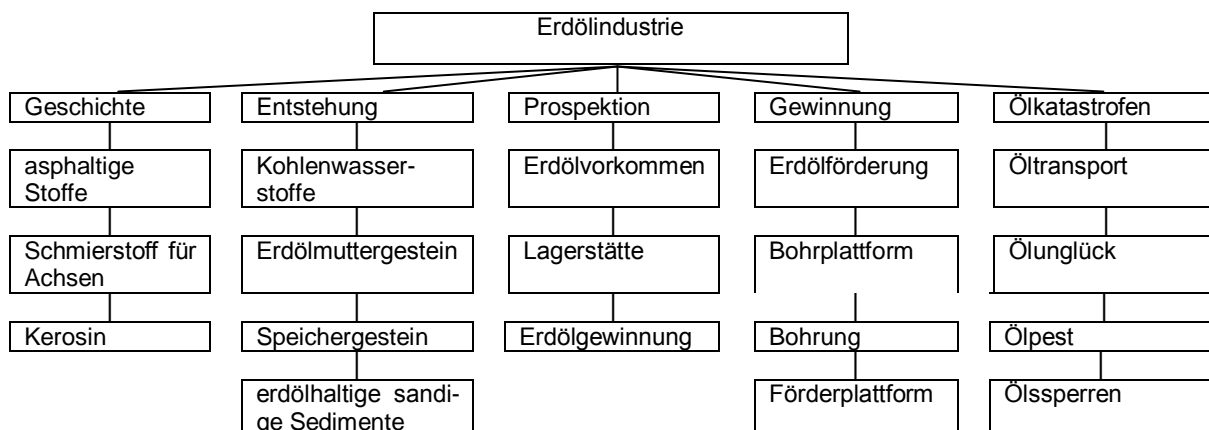 Erdölindustrie
Geschichte
asphaltige
Stoffe
Schmierstoff für
Achsen
Kerosin
Entstehung
Kohlenwasser-
stoffe
Erdölmuttergestein
Speichergestein
erdölhaltige sandi-
ge Sedimente
Prospektion
Erdölvorkommen
Lagerstätte
Erdölgewinnung
Gewinnung
Erdölförderung
Bohrplattform
Bohrung
Förderplattform
Ölkatastrofen
Öltransport
Ölunglück
Ölpest
Ölssperren